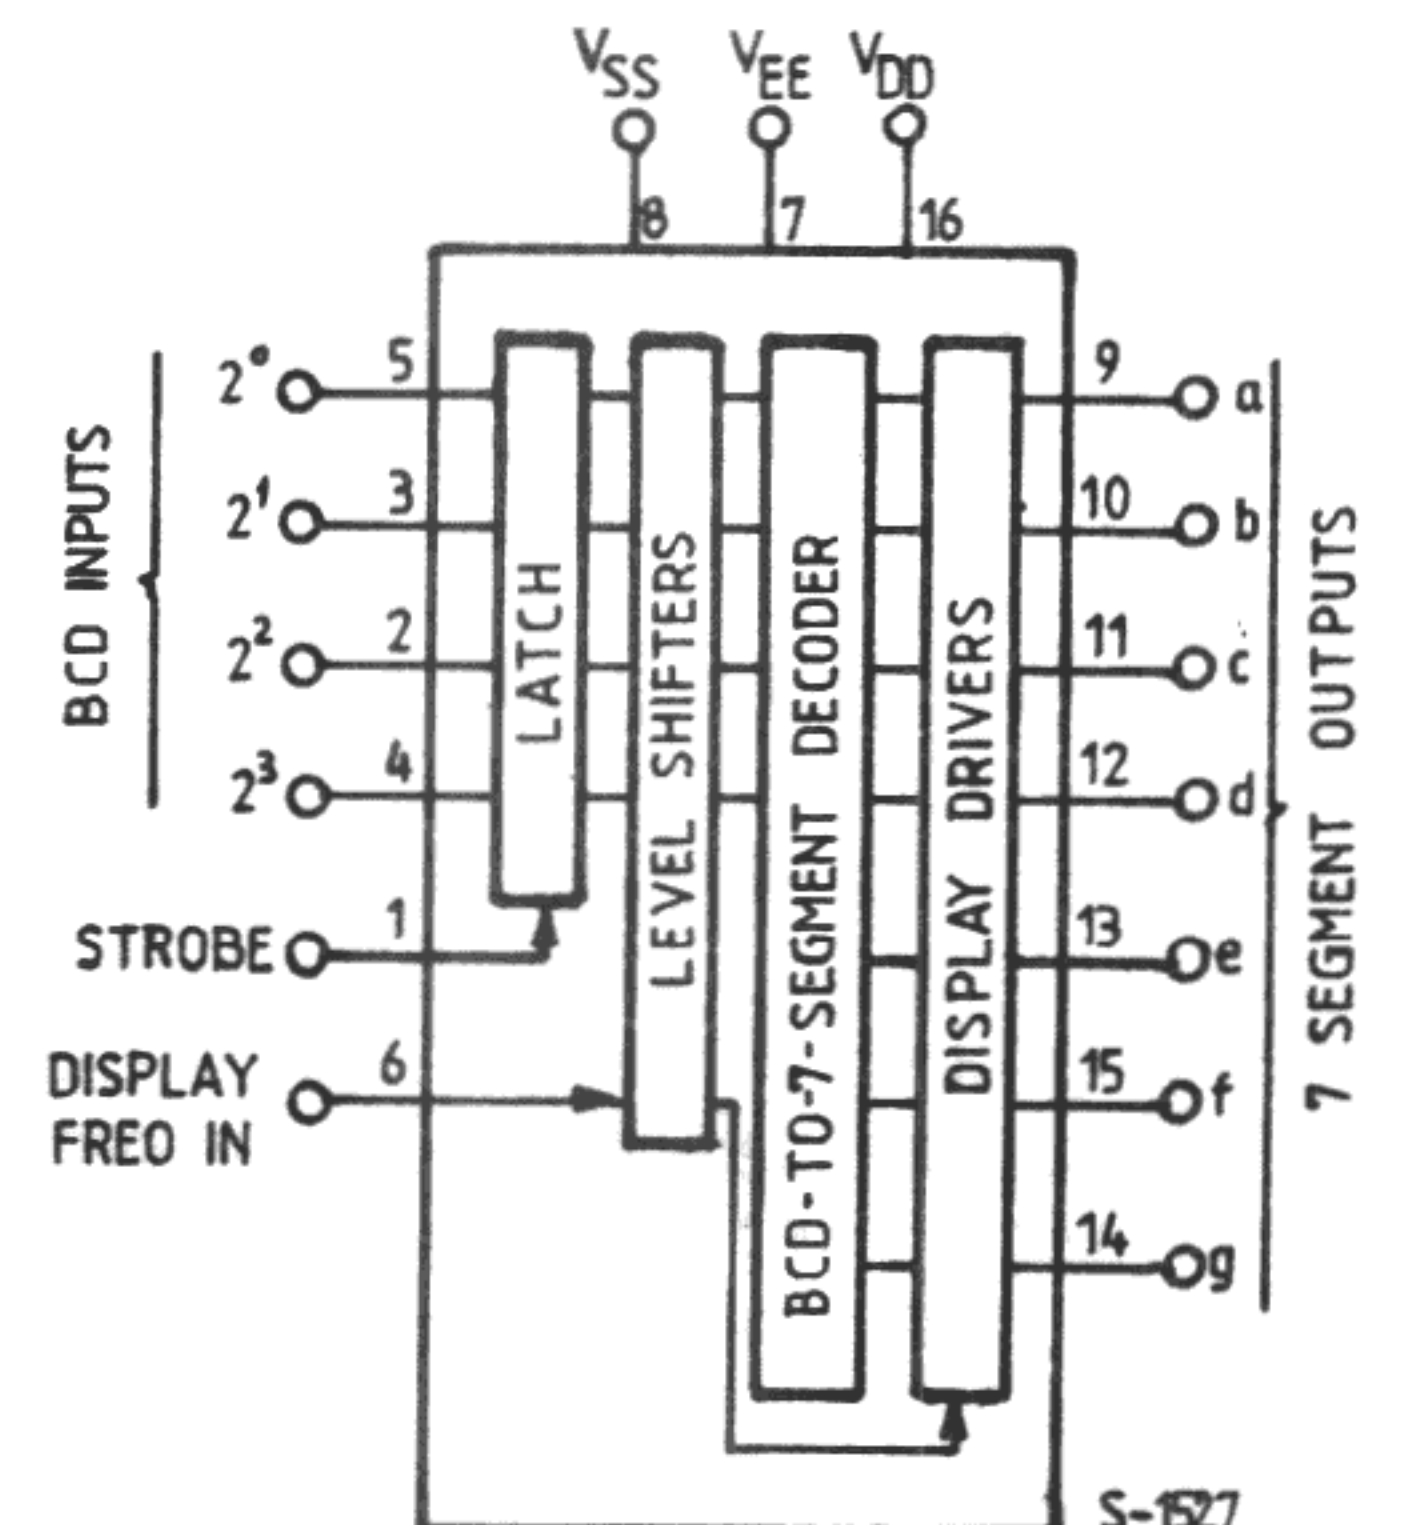 VSS VEE VDD
8 7 16
BCD INPUTS
2⁰ 5
2¹ 3
2² 2
2³ 4
STROBE 1
DISPLAY 6
FREO IN
LATCH
LEVEL SHIFTERS
BCD-TO-7-SEGMENT DECODER
DISPLAY DRIVERS
9 a
10 b
11 c
12 d
13 e
15 f
14 g
7 SEGMENT OUTPUTS
S-1527